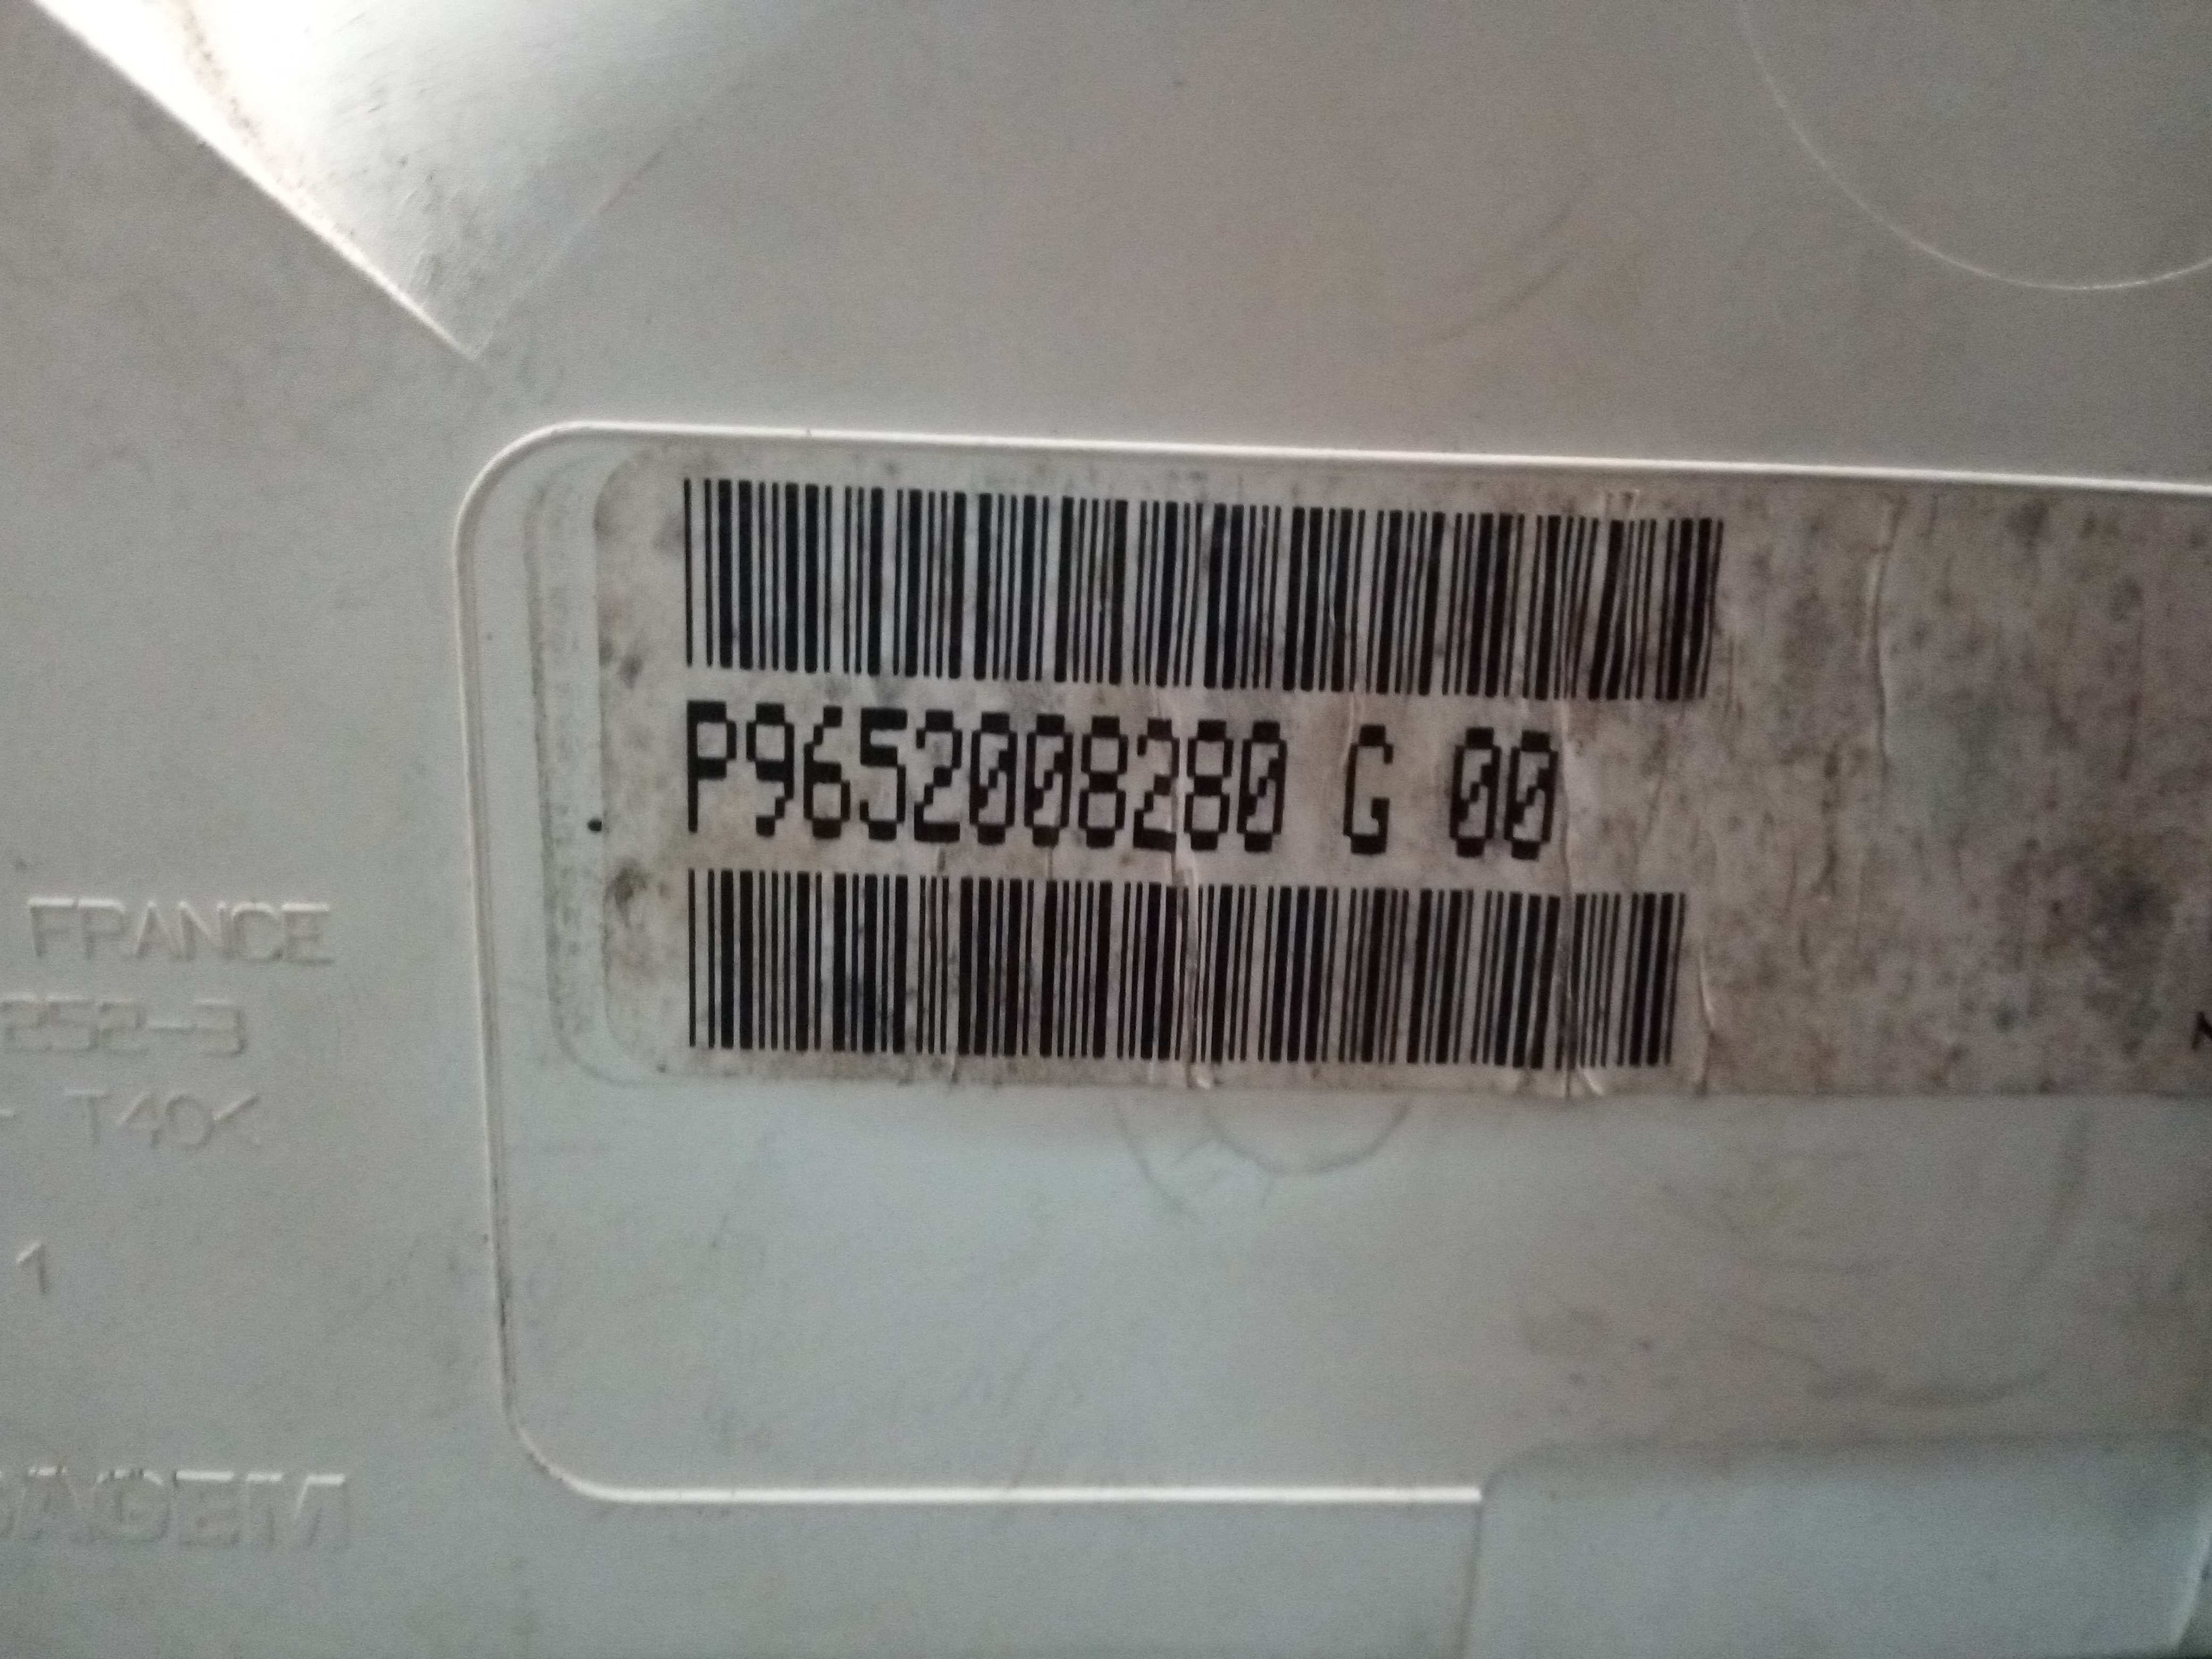 P9652008280 G 00
FRANCE
252-3
T40<
1
SAGEM